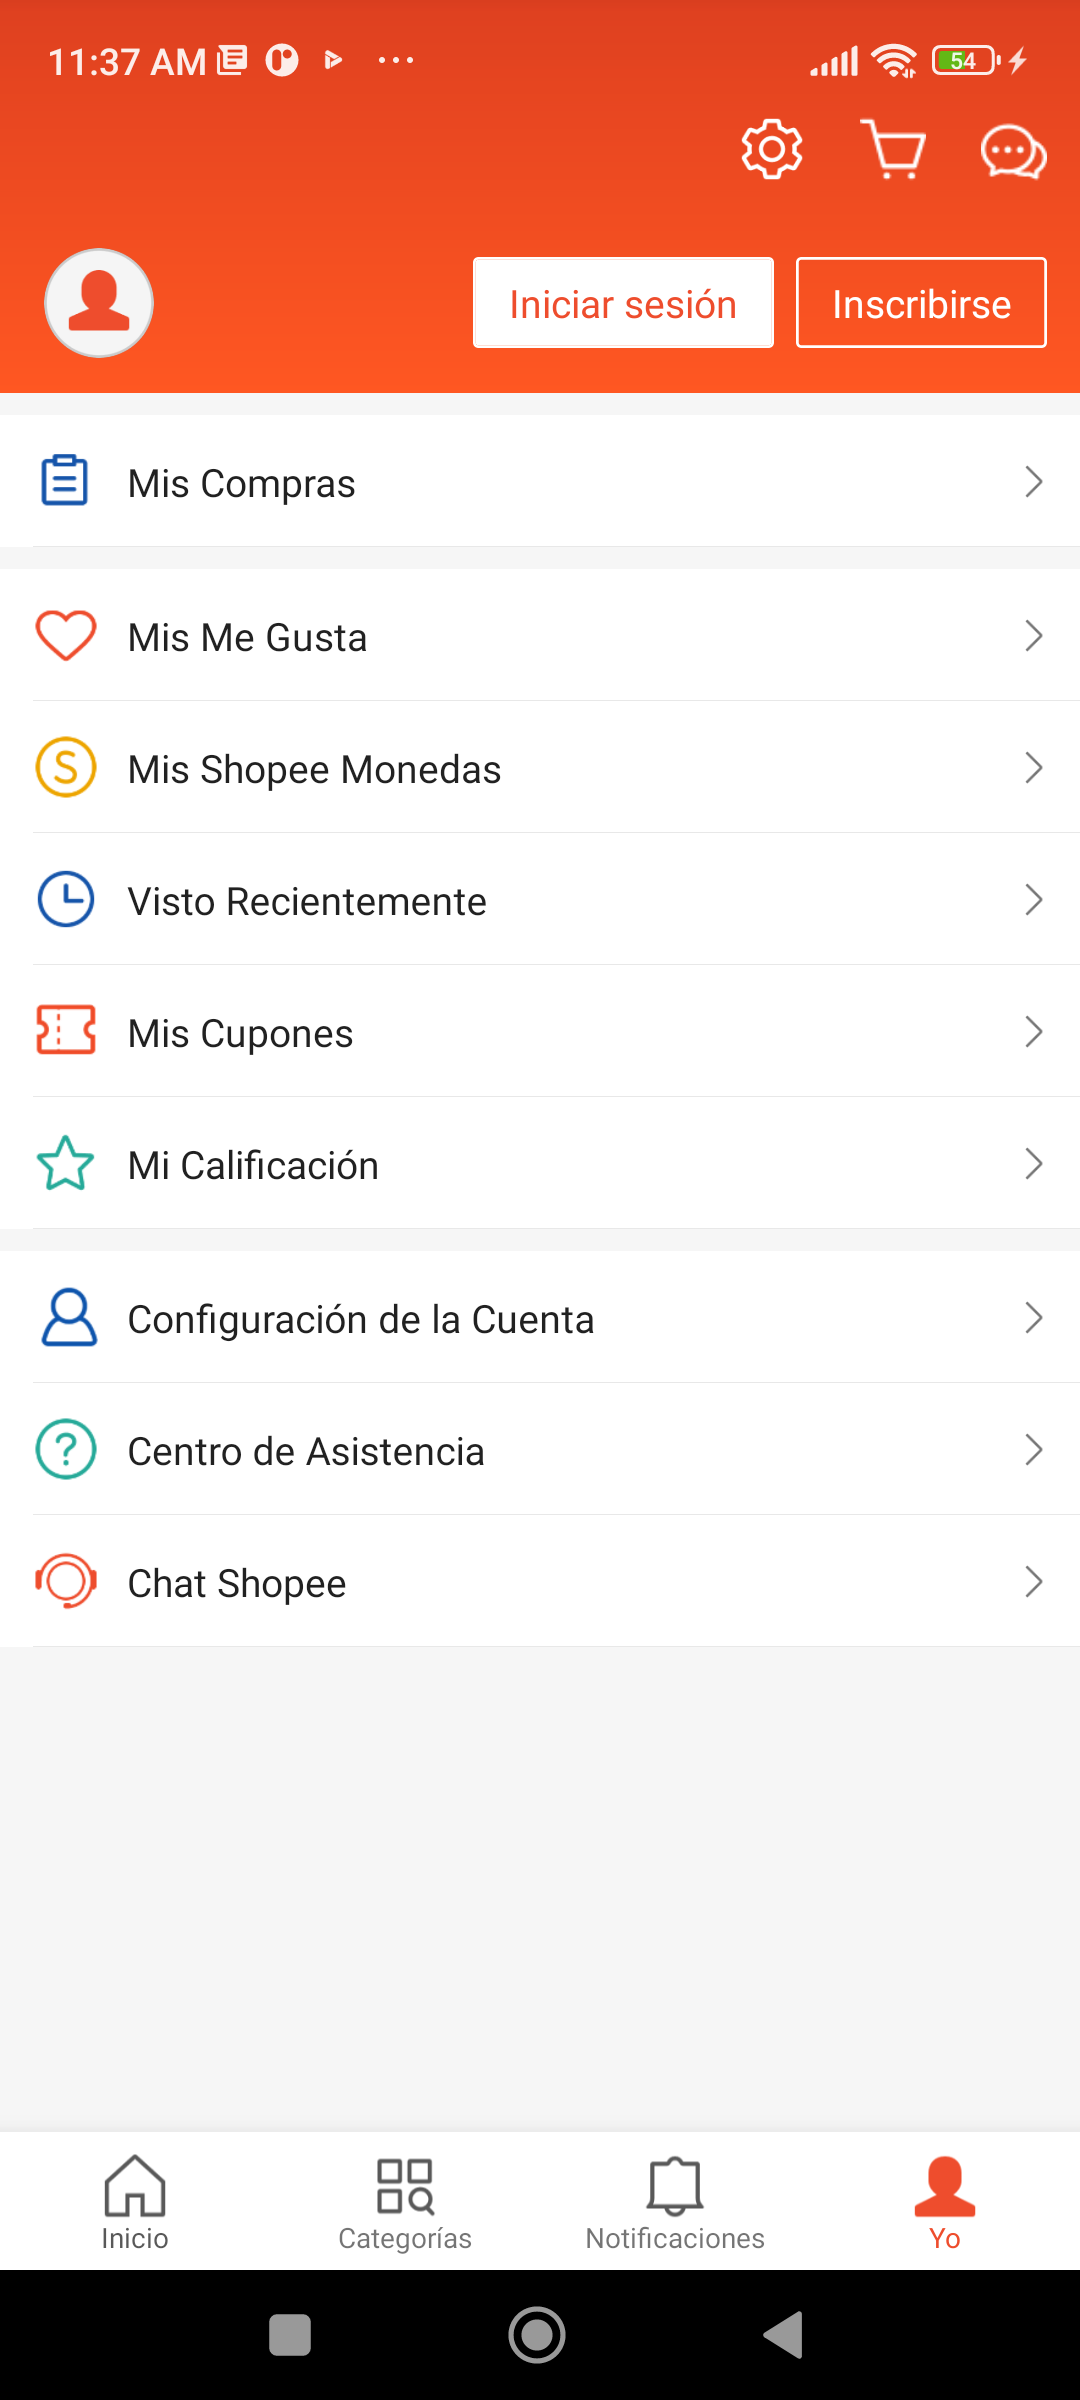 11:37 AM
54
Iniciar sesión
Inscribirse
Mis Compras
Mis Me Gusta
Mis Shopee Monedas
Visto Recientemente
Mis Cupones
Mi Calificación
Configuración de la Cuenta
Centro de Asistencia
Chat Shopee
Inicio
Categorías
Notificaciones
Yo